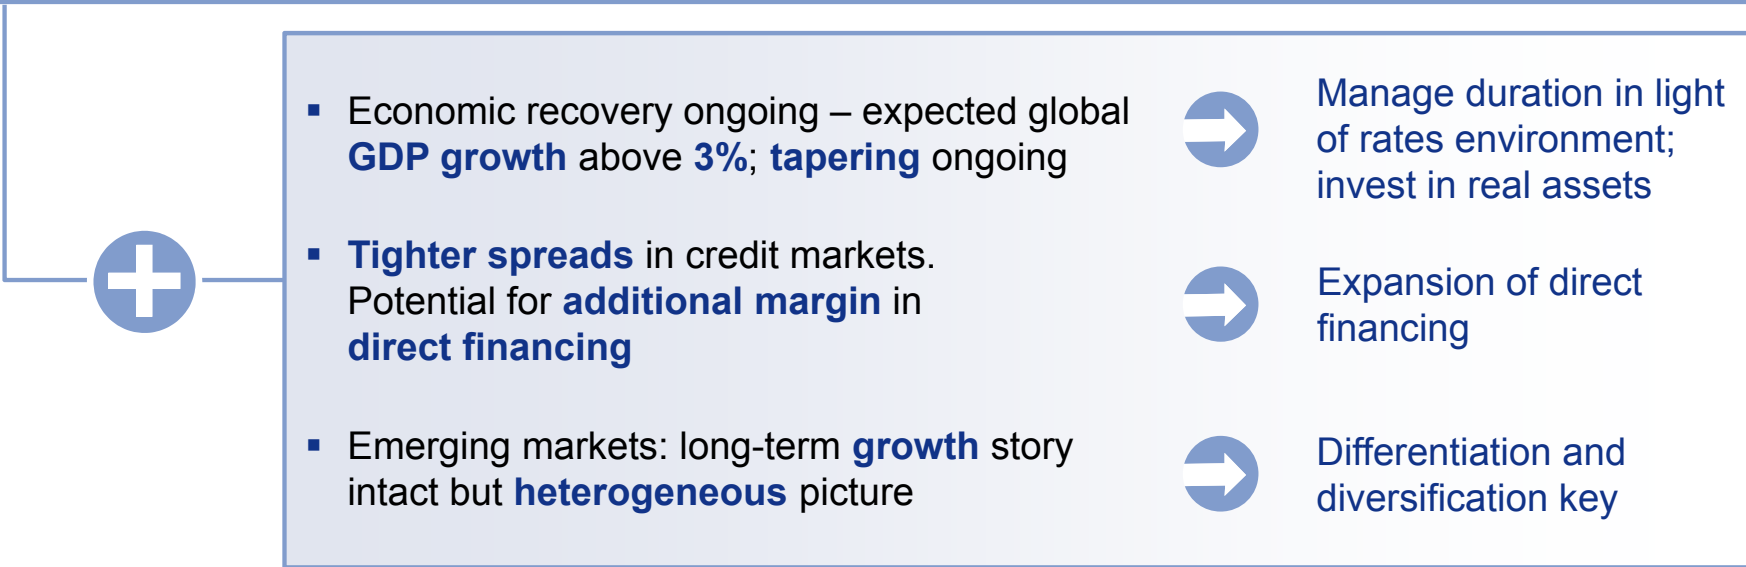 ▪ Economic recovery ongoing – expected global
GDP growth above 3%; tapering ongoing
Manage duration in light
of rates environment;
invest in real assets
▪ Tighter spreads in credit markets.
Potential for additional margin in
direct financing
Expansion of direct
financing
▪ Emerging markets: long-term growth story
intact but heterogeneous picture
Differentiation and
diversification key